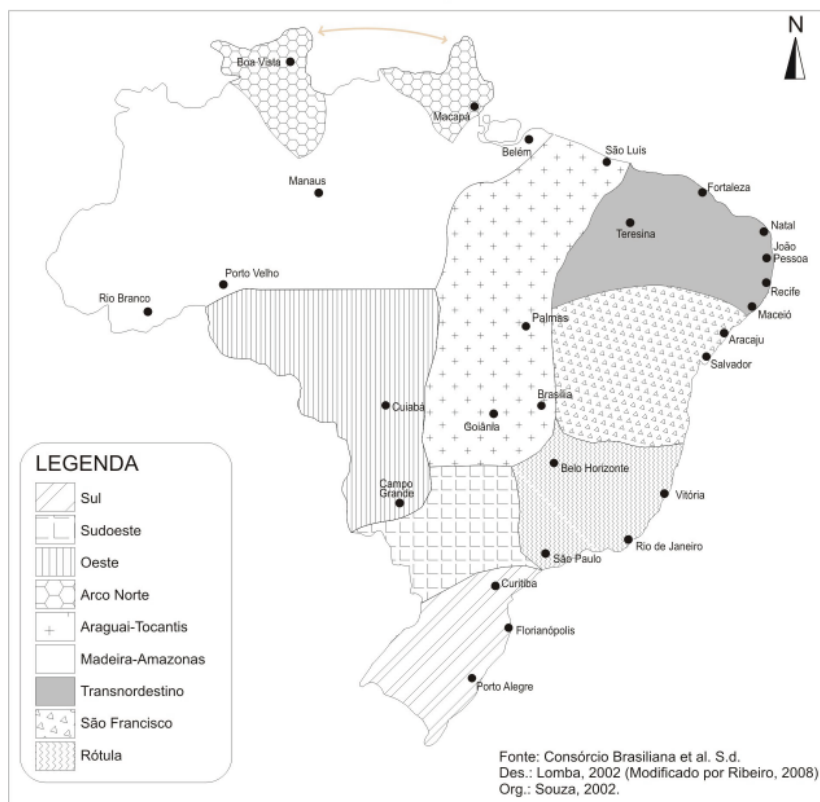 N
Boa Vista
Macapá
Belém
São Luís
Fortaleza
Manaus
Teresina
Natal
João
Pessoa
Porto Velho
Recife
Rio Branco
Maceió
Palmas
Aracaju
Salvador
Cuiabá
Brasília
Goiânia
Belo Horizonte
Campo
Grande
Vitória
São Paulo
Rio de Janeiro
Curitiba
Florianópolis
Porto Alegre
LEGENDA
Sul
Sudoeste
Oeste
Arco Norte
Araguai-Tocantis
Madeira-Amazonas
Transnordestino
São Francisco
Rótula
Fonte: Consórcio Brasiliana et al. S.d.
Des.: Lomba, 2002 (Modificado por Ribeiro, 2008)
Org.: Souza, 2002.